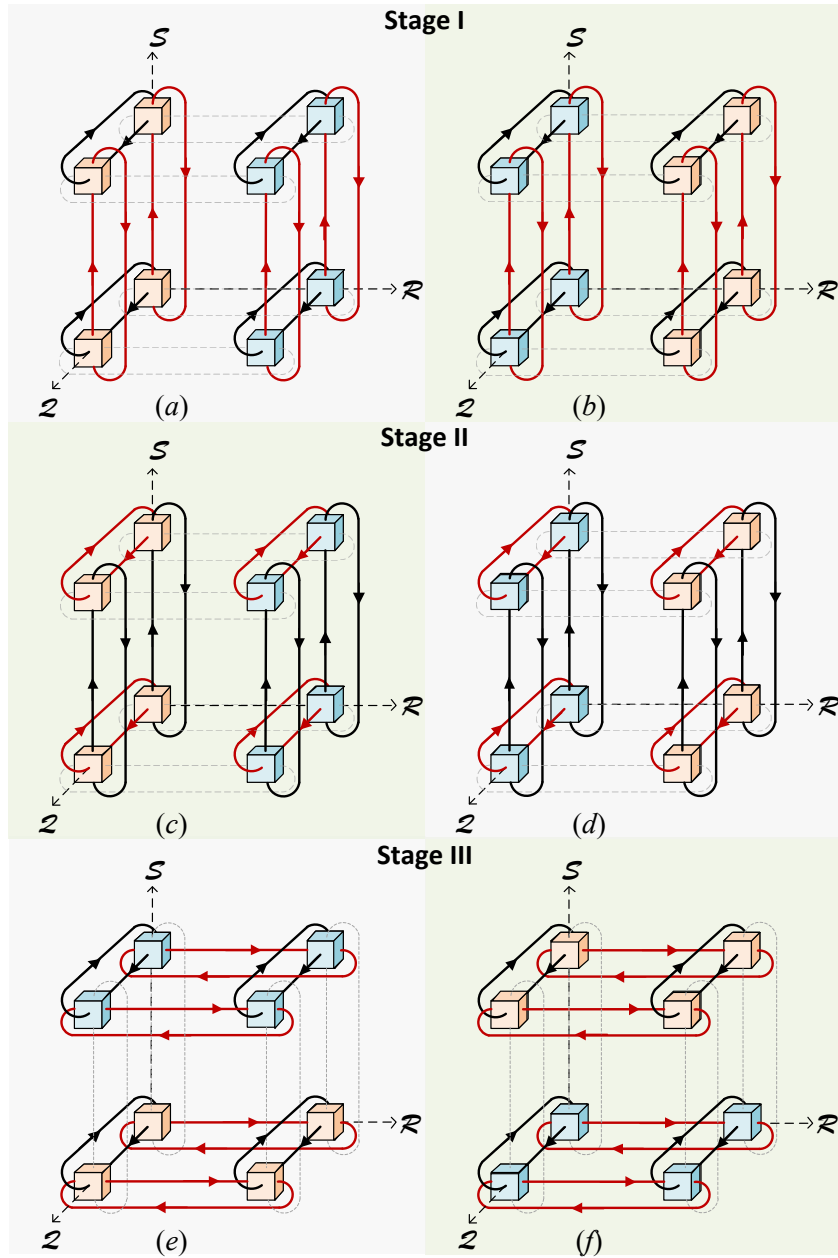 Stage I
S S
R R
Q Q
(a) (b)
Stage II
S S
R R
Q Q
(c) (d)
Stage III
S S
R R
Q Q
(e) (f)